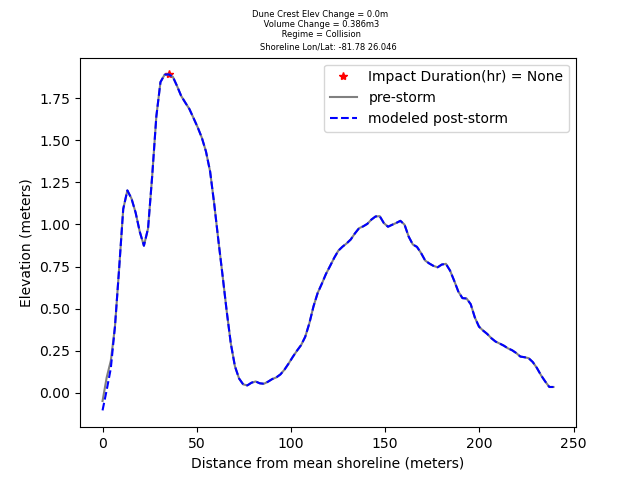 Dune Crest Elev Change = 0.0m
Volume Change = 0.386m3
Regime = Collision
Shoreline Lon/Lat: -81.78 26.046
Impact Duration(hr) = None
pre-storm
modeled post-storm
Elevation (meters)
1.75
1.50
1.25
1.00
0.75
0.50
0.25
0.00
0 50 100 150 200 250
Distance from mean shoreline (meters)